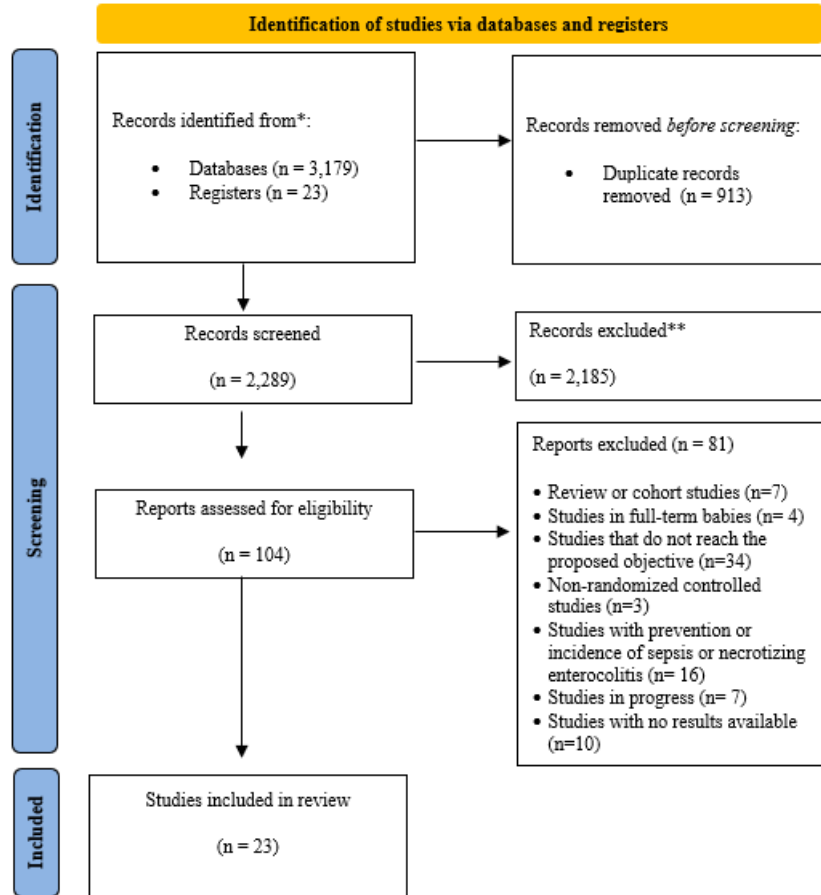 Identification of studies via databases and registers
Identification
Records identified from*:
• Databases (n = 3,179)
• Registers (n = 23)
Records removed before screening:
• Duplicate records
removed (n = 913)
Screening
Records screened
(n = 2,289)
Records excluded**
(n = 2,185)
Reports assessed for eligibility
(n = 104)
Reports excluded (n = 81)
• Review or cohort studies (n=7)
• Studies in full-term babies (n= 4)
• Studies that do not reach the
proposed objective (n=34)
• Non-randomized controlled
studies (n=3)
• Studies with prevention or
incidence of sepsis or necrotizing
enterocolitis (n= 16)
• Studies in progress (n= 7)
• Studies with no results available
(n=10)
Included
Studies included in review
(n = 23)